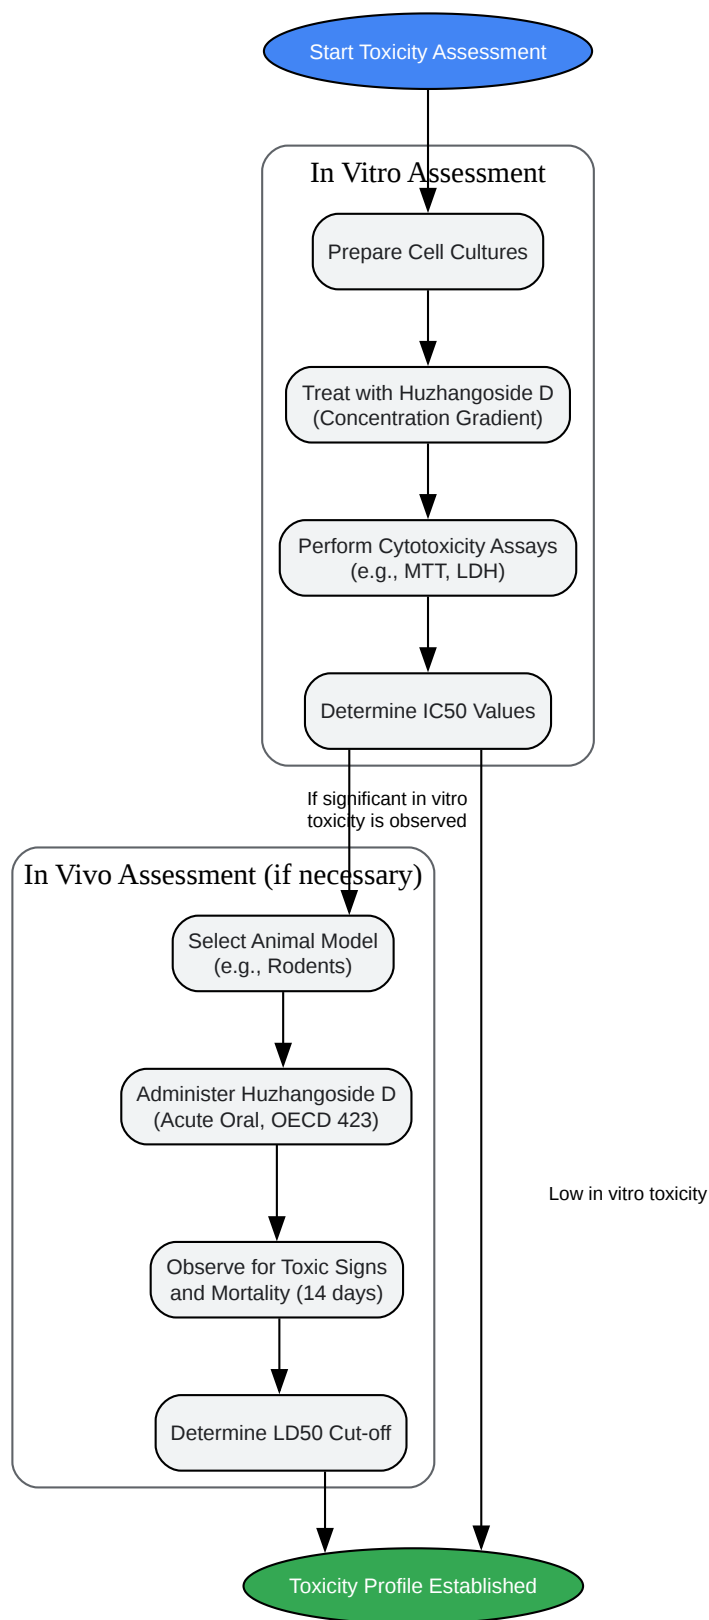 Start Toxicity Assessment
In Vitro Assessment
Prepare Cell Cultures
Treat with Huzhangoside D
(Concentration Gradient)
Perform Cytotoxicity Assays
(e.g., MTT, LDH)
Determine IC50 Values
If significant in vitro
toxicity is observed
In Vivo Assessment (if necessary)
Select Animal Model
(e.g., Rodents)
Administer Huzhangoside D
(Acute Oral, OECD 423)
Low in vitro toxicity
Observe for Toxic Signs
and Mortality (14 days)
Determine LD50 Cut-off
Toxicity Profile Established